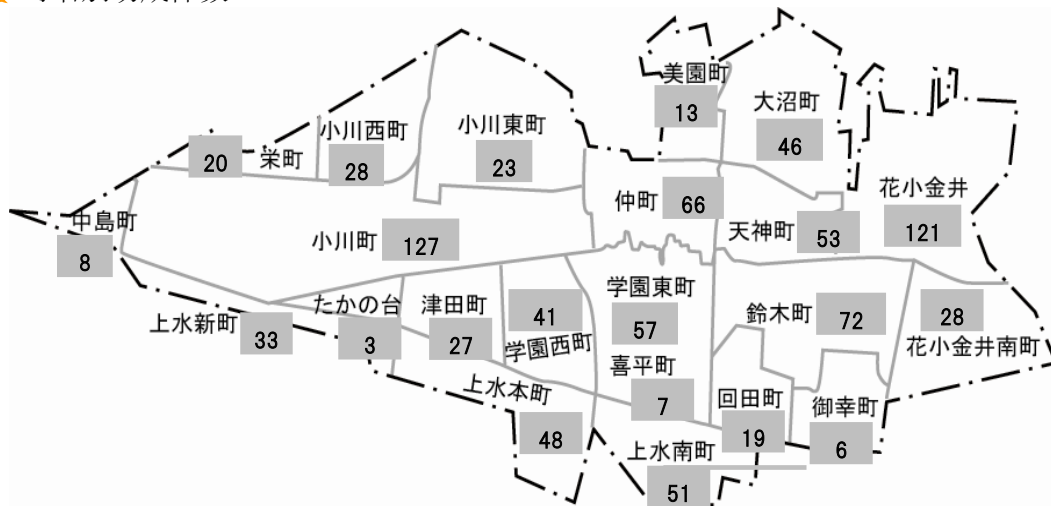 美園町
13
大沼町
46
小川西町
28
小川東町
23
20
栄町
花小金井
121
仲町
66
天神町
53
中島町
8
小川町
127
学園東町
57
たかの台
3
津田町
27
41
学園西町
鈴木町
72
28
花小金井南町
上水新町
33
喜平町
7
上水本町
48
回田町
19
御幸町
6
上水南町
51